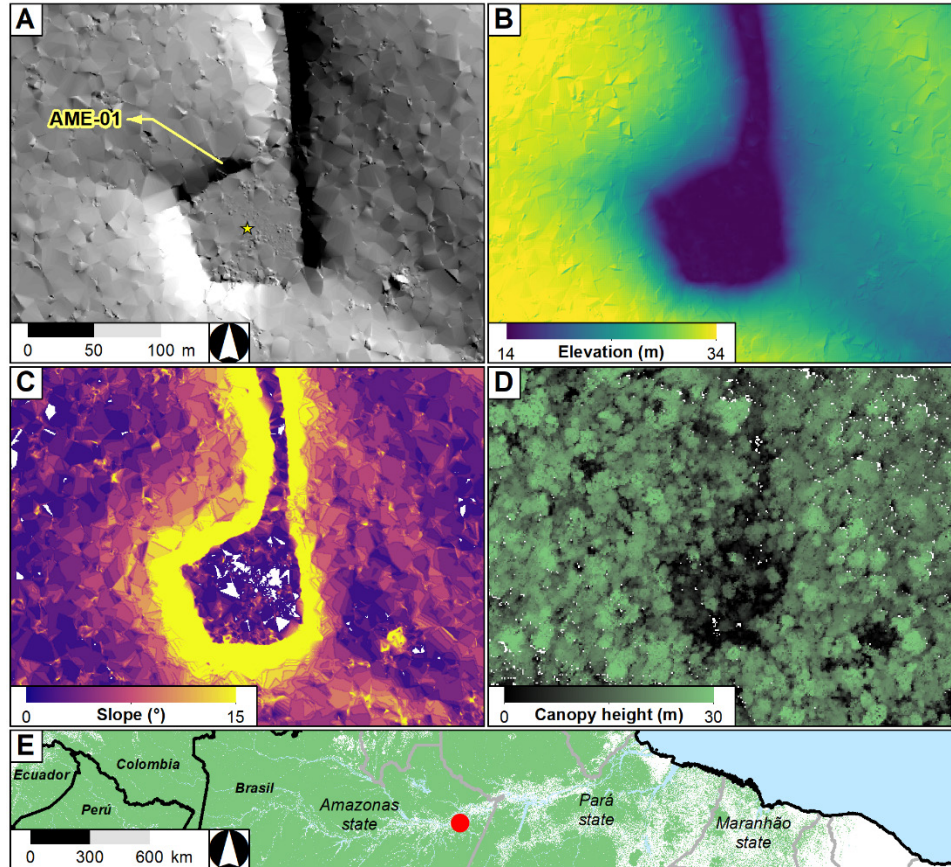 A
AME-01
0 50 100 m
B
14 Elevation (m) 34
C
0 Slope (°) 15
D
0 Canopy height (m) 30
E
Ecuador
Colombia
Perú
Brasil
Amazonas
state
Pará
state
Maranhão
state
0 300 600 km